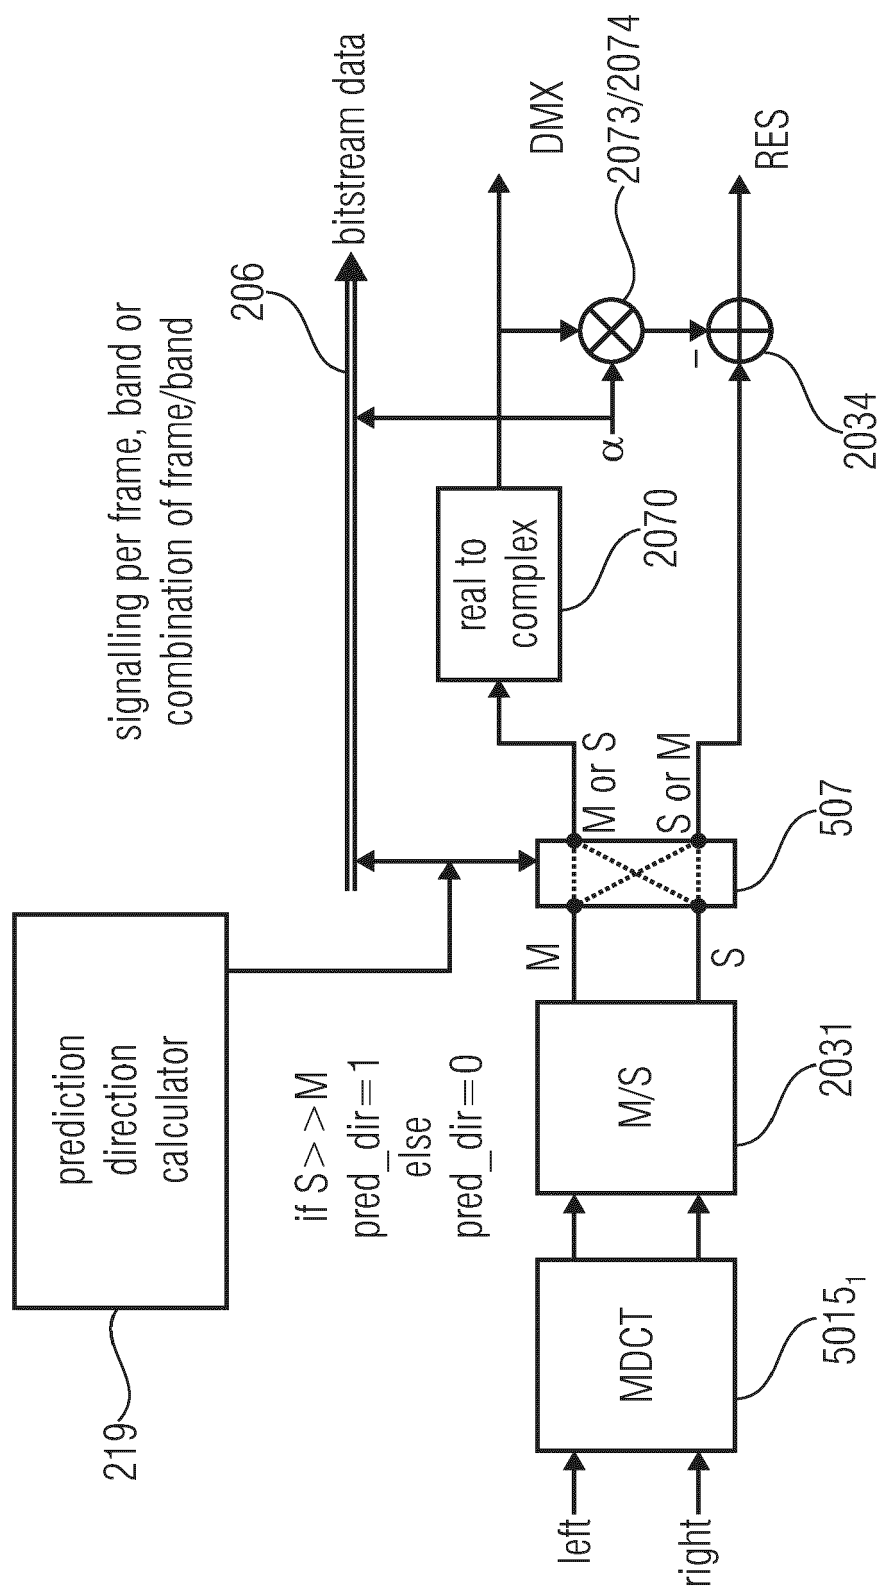 signalling per frame, band or
combination of frame/band
206
bitstream data
219
prediction
direction
calculator
if S>>M
pred_dir=1
else
pred_dir=0
left
right
MDCT
5015₁
M/S
2031
M
S
507
M or S
S or M
real to
complex
2070
α
DMX
2073/2074
–
2034
RES